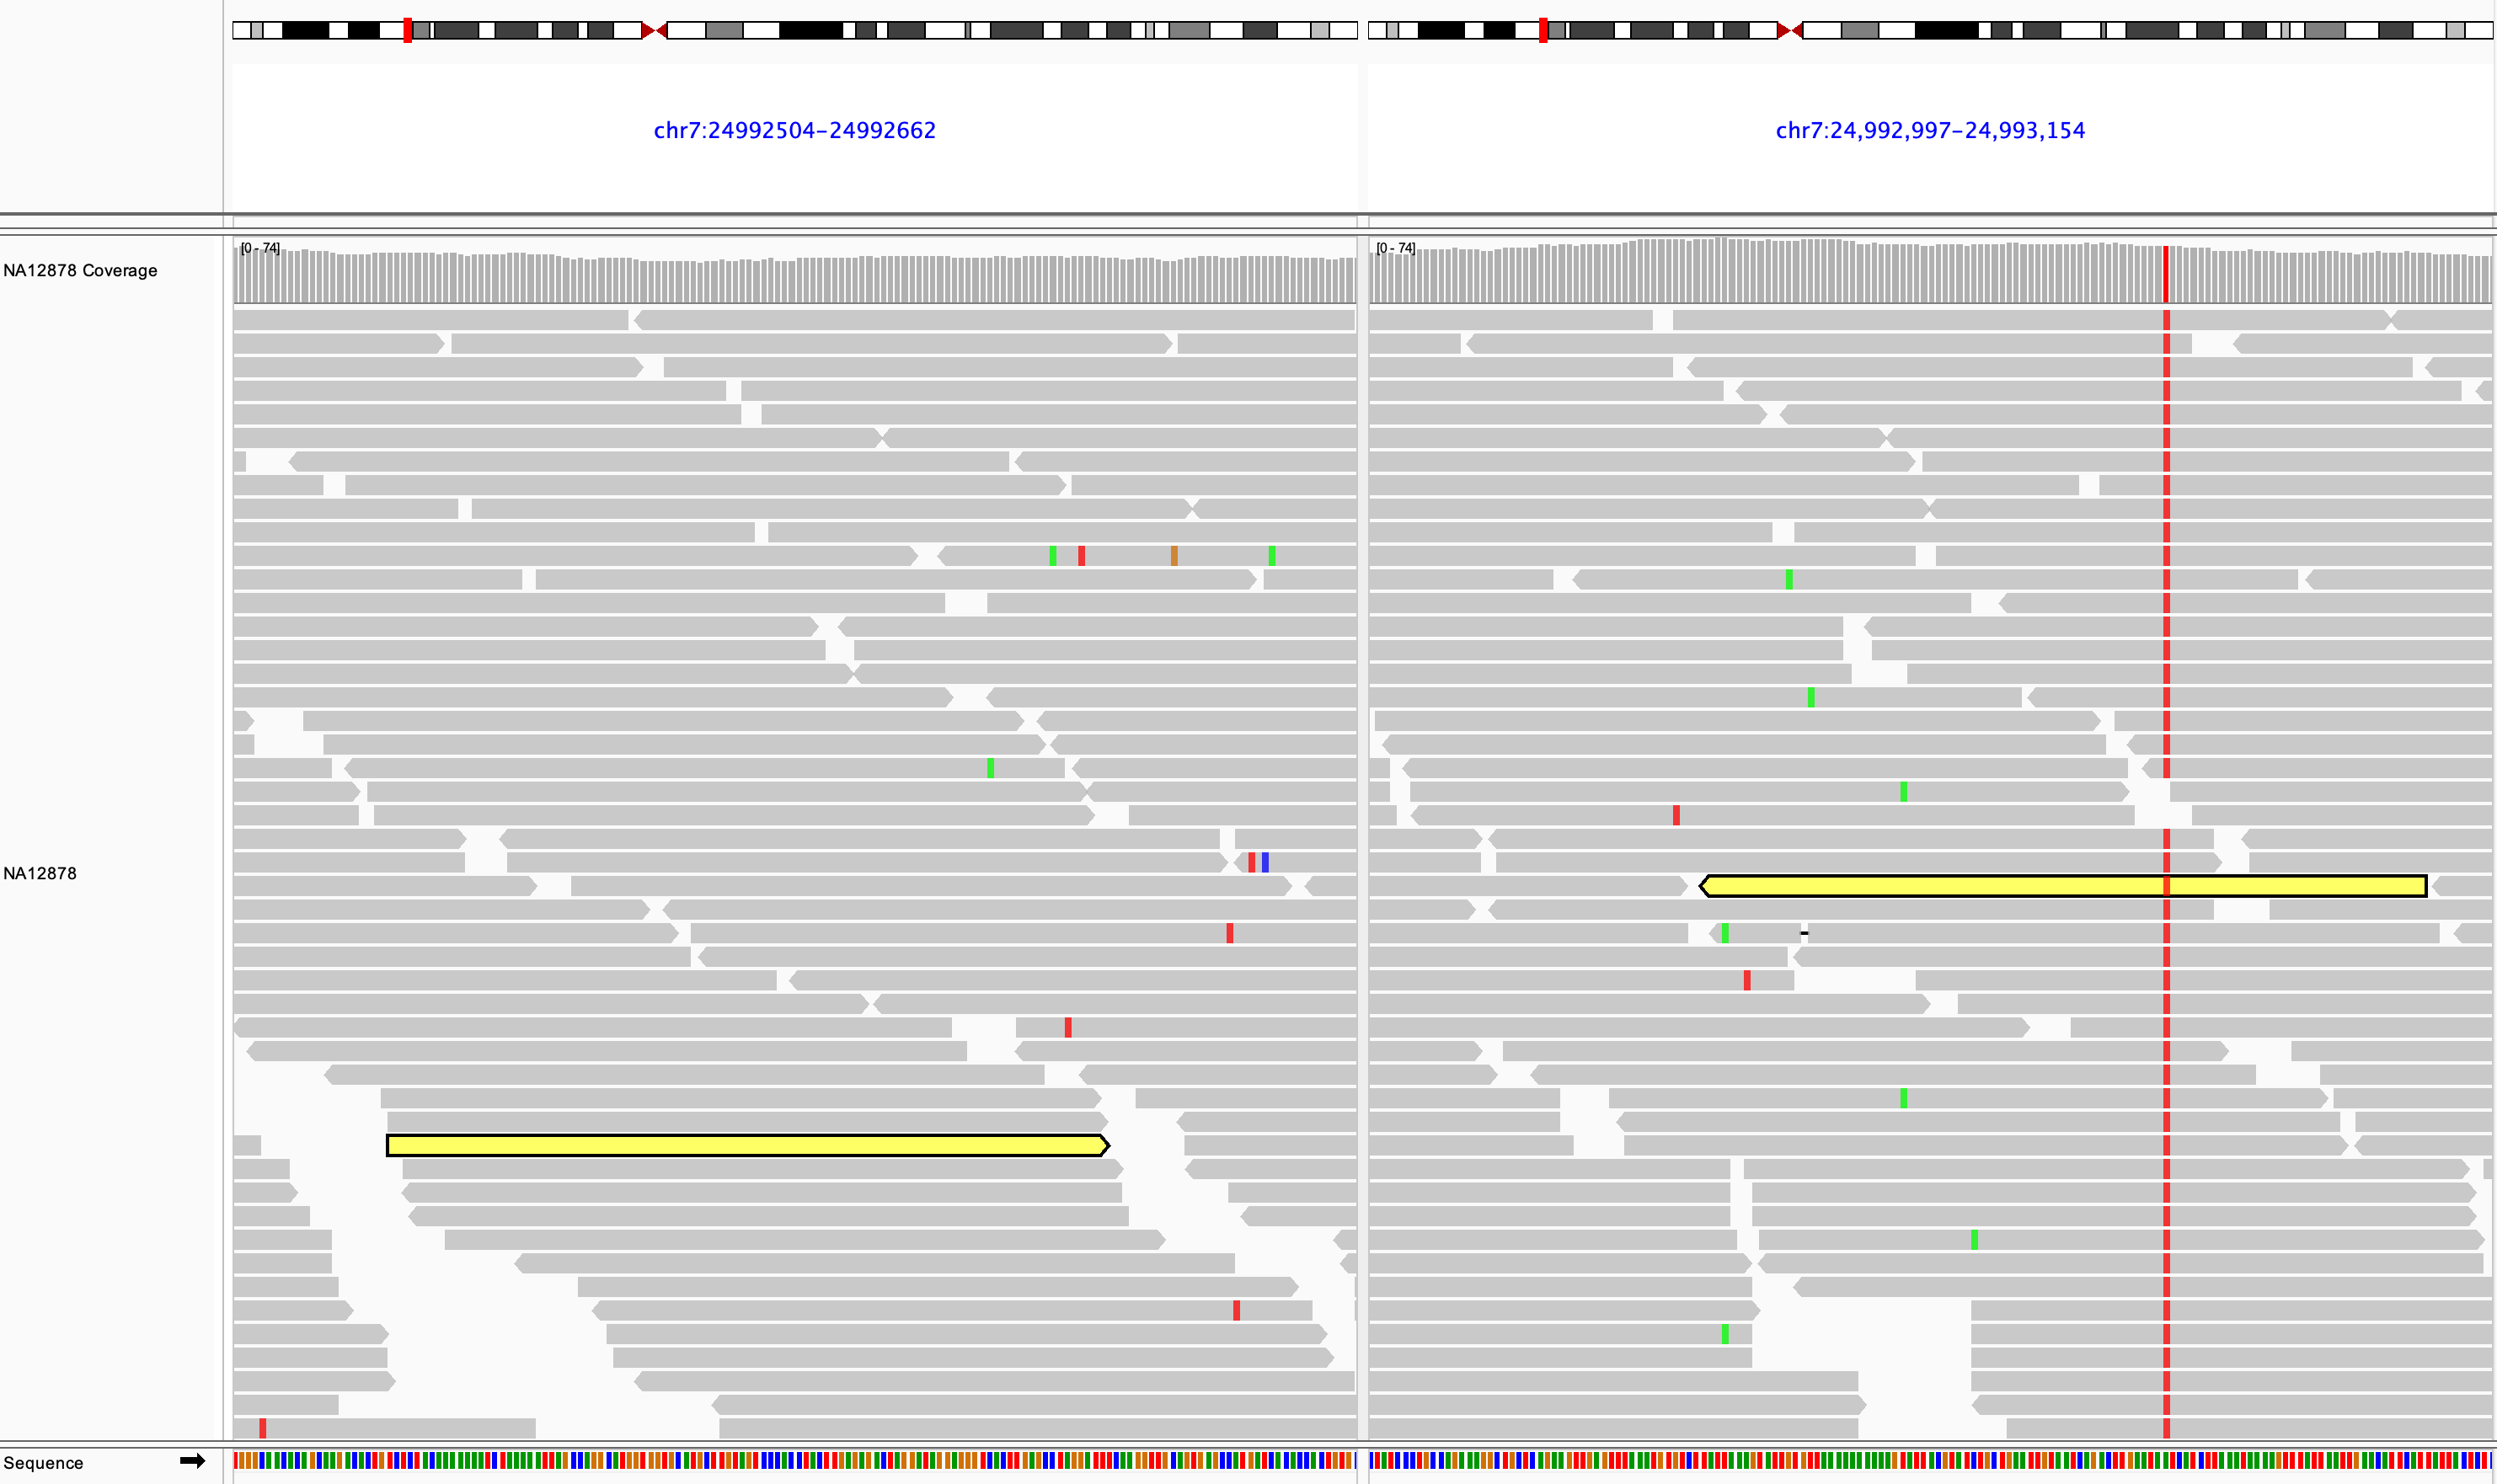 chr7:24992504–24992662
chr7:24,992,997–24,993,154
[0 - 74]
[0 - 74]
NA12878 Coverage
NA12878
Sequence